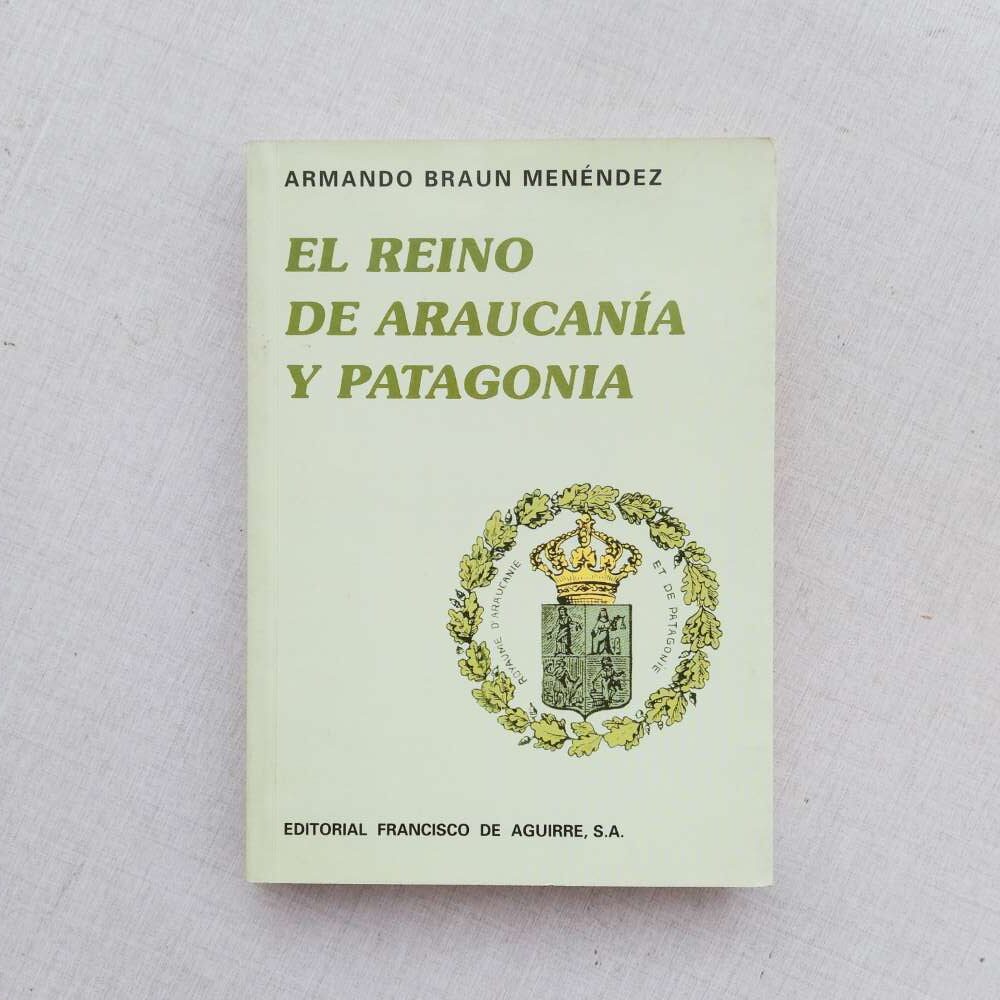 ARMANDO BRAUN MENÉNDEZ
EL REINO
DE ARAUCANÍA
Y PATAGONIA
ROYAUME D'ARAUCANIE
ET DE PATAGONIE
EDITORIAL FRANCISCO DE AGUIRRE, S.A.